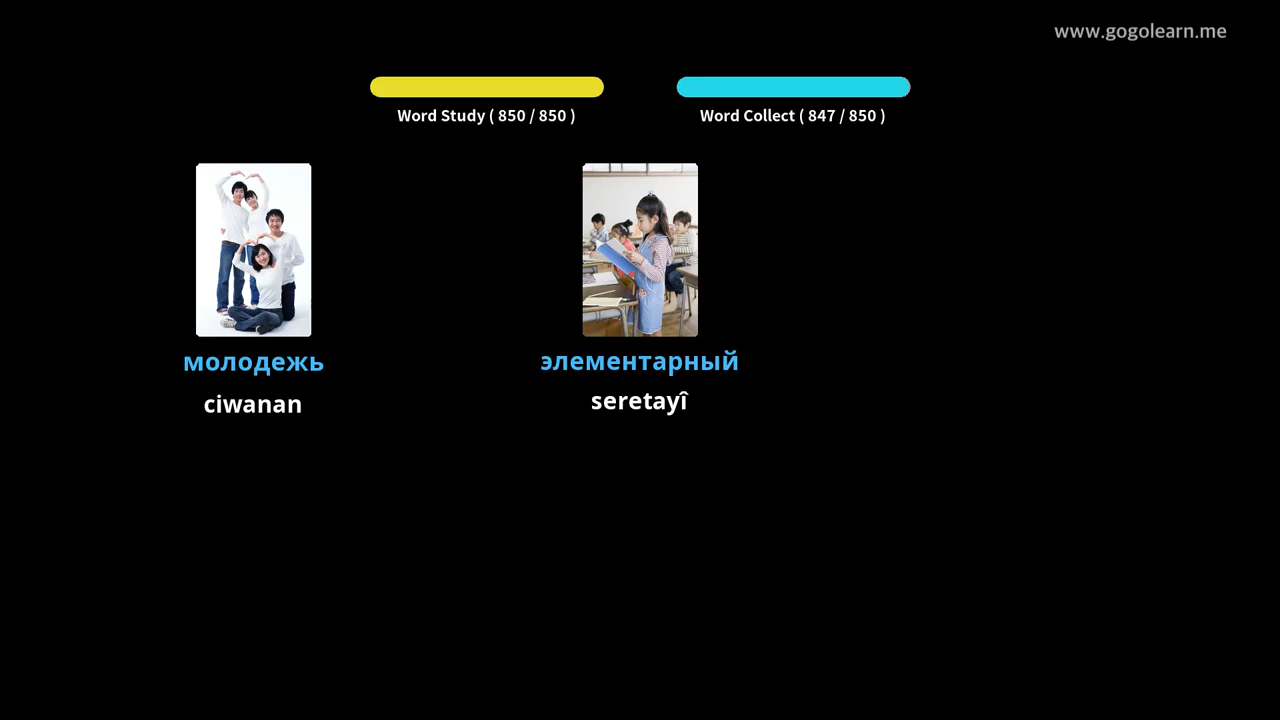 www.gogolearn.me
Word Study ( 850 / 850 )
Word Collect ( 847 / 850 )
молодежь
ciwanan
элементарный
seretayî